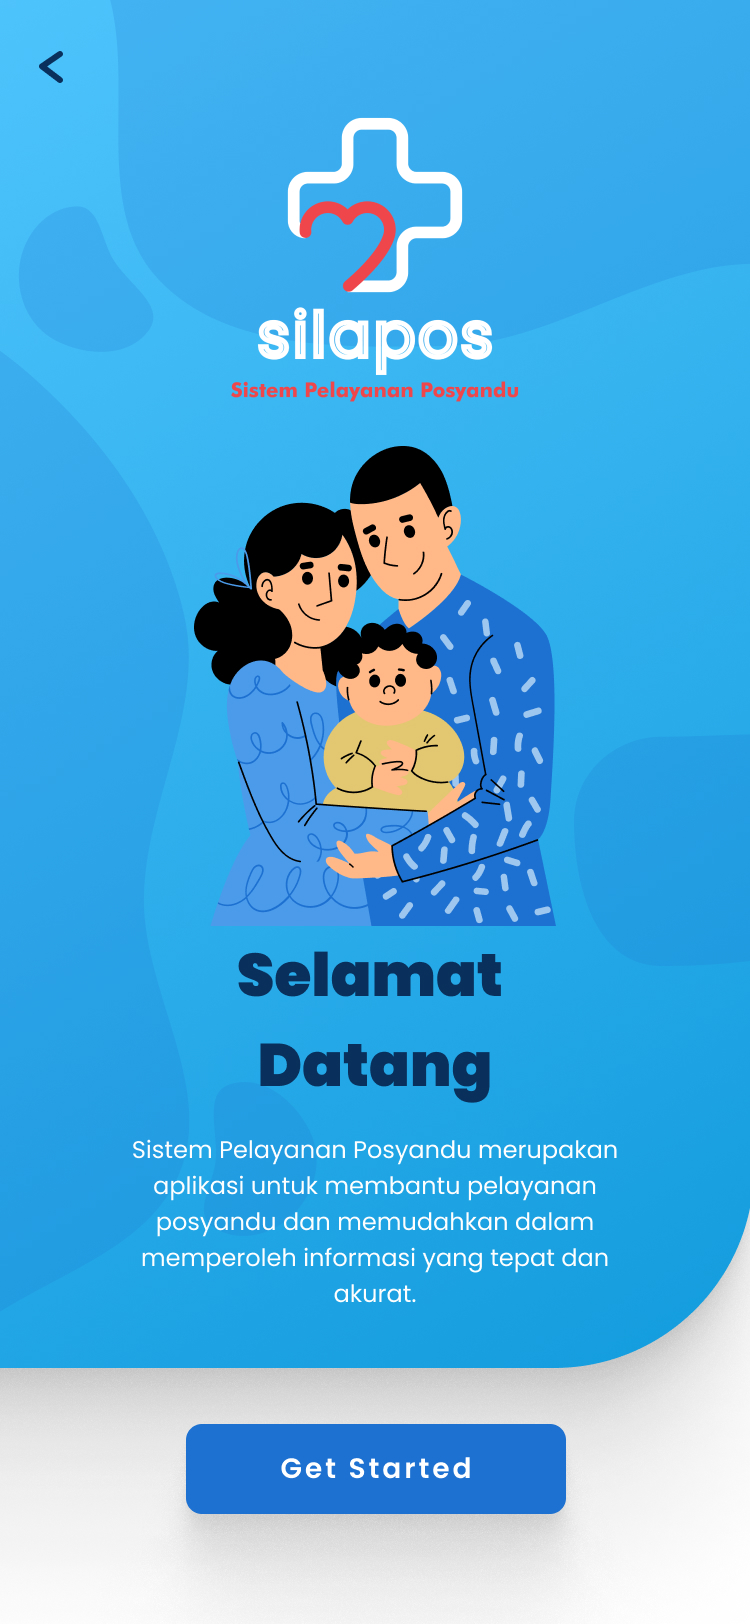 silapos
Sistem Pelayanan Posyandu
Selamat
Datang
Sistem Pelayanan Posyandu merupakan
aplikasi untuk membantu pelayanan
posyandu dan memudahkan dalam
memperoleh informasi yang tepat dan
akurat.
Get Started